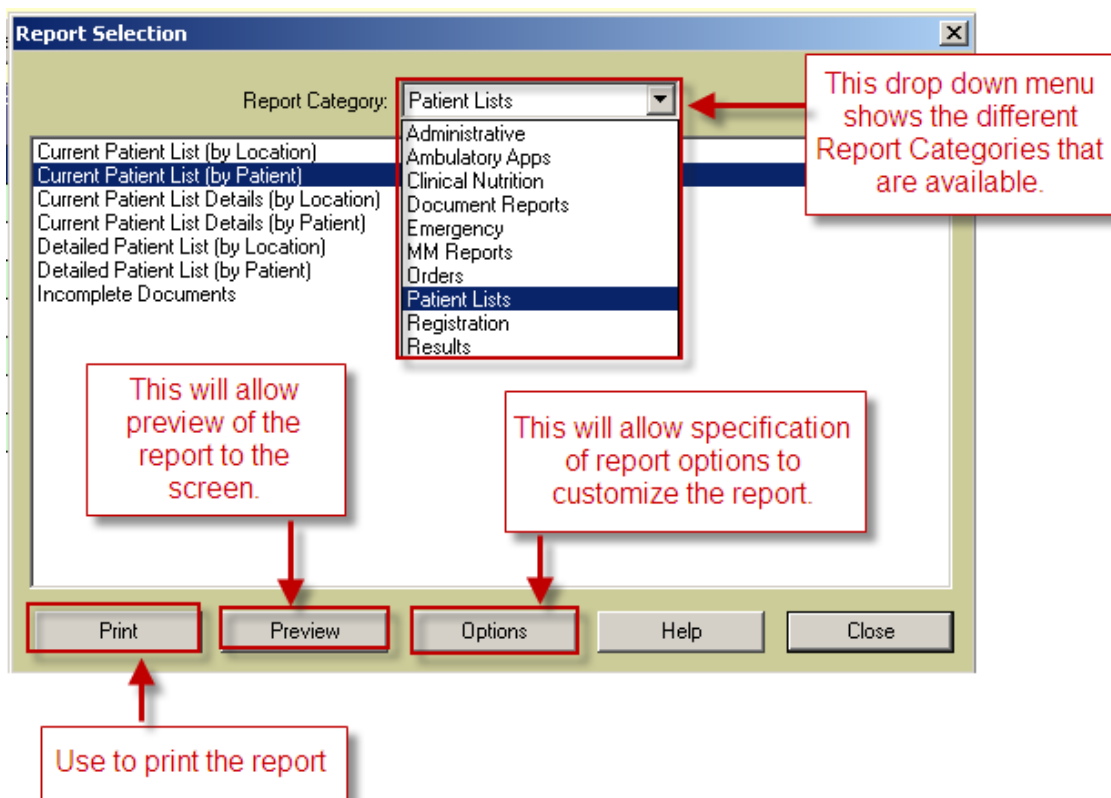 Report Selection
Report Category:
Patient Lists
Administrative
Ambulatory Apps
Clinical Nutrition
Document Reports
Emergency
MM Reports
Orders
Patient Lists
Registration
Results
This drop down menu
shows the different
Report Categories that
are available.
Current Patient List (by Location)
Current Patient List (by Patient)
Current Patient List Details (by Location)
Current Patient List Details (by Patient)
Detailed Patient List (by Location)
Detailed Patient List (by Patient)
Incomplete Documents
This will allow
preview of the
report to the
screen.
This will allow specification
of report options to
customize the report.
Print
Preview
Options
Help
Close
Use to print the report